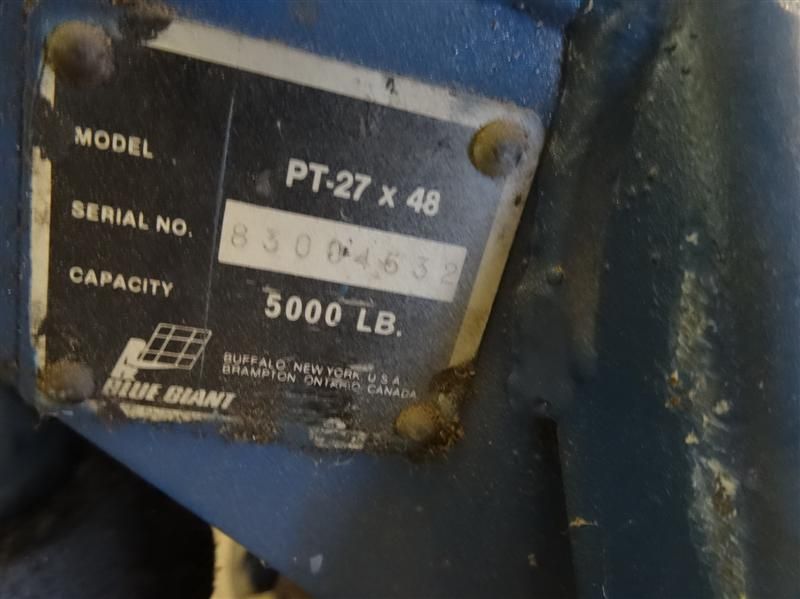 MODEL PT-27 x 48
SERIAL NO. 83004632
CAPACITY 5000 LB.
BLUE GIANT
BUFFALO, NEW YORK U.S.A.
BRAMPTON ONTARIO CANADA